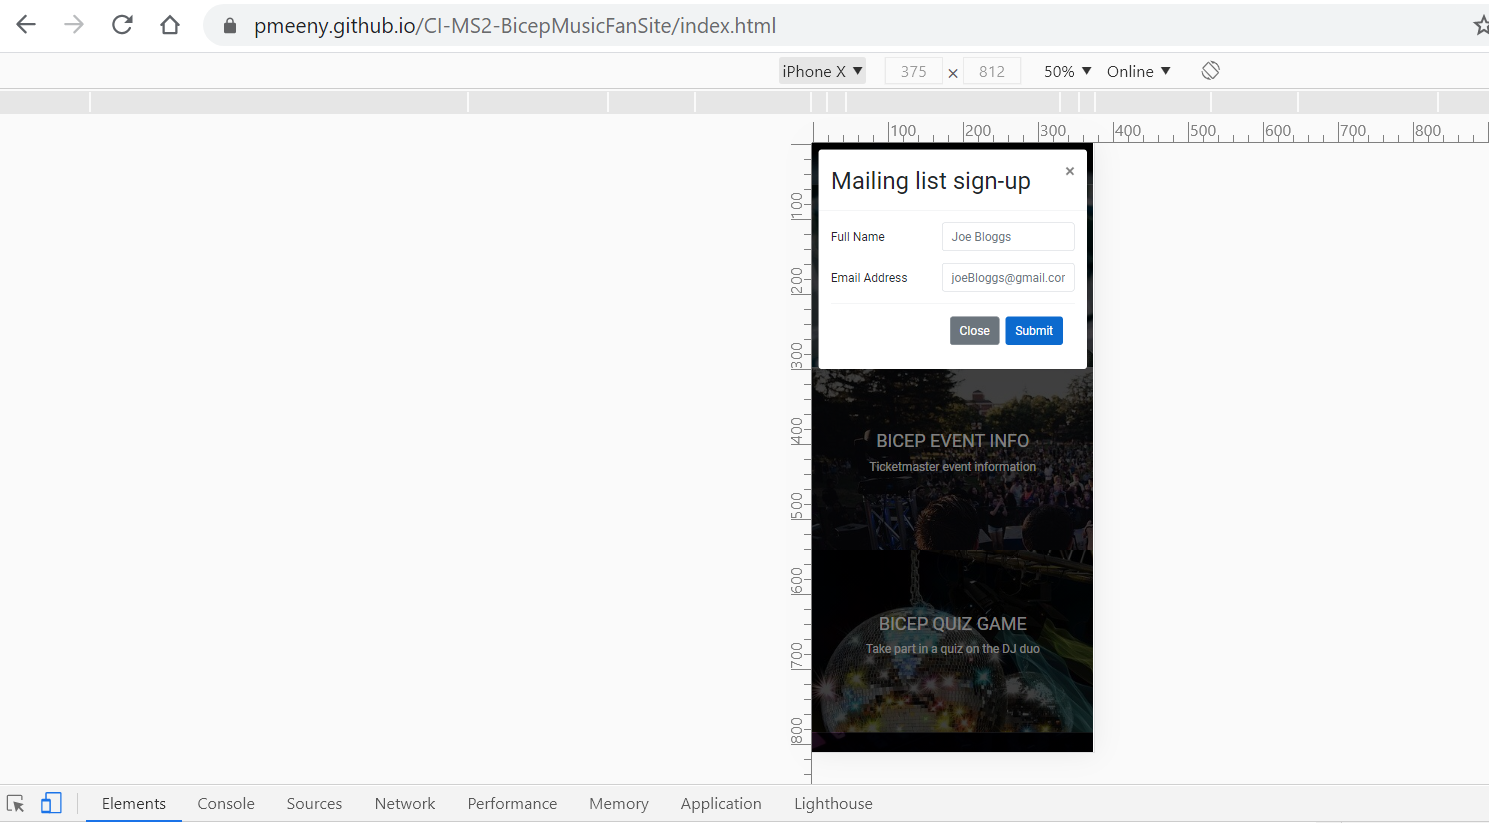 pmeeny.github.io/CI-MS2-BicepMusicFanSite/index.html
iPhone X ▼ 375 × 812 50% ▼ Online ▼
100 200 300 400 500 600 700 800
100
200
300
400
500
600
700
800
Mailing list sign-up ×
Full Name Joe Bloggs
Email Address joeBloggs@gmail.cor
Close Submit
BICEP EVENT INFO
Ticketmaster event information
BICEP QUIZ GAME
Take part in a quiz on the DJ duo
Elements Console Sources Network Performance Memory Application Lighthouse